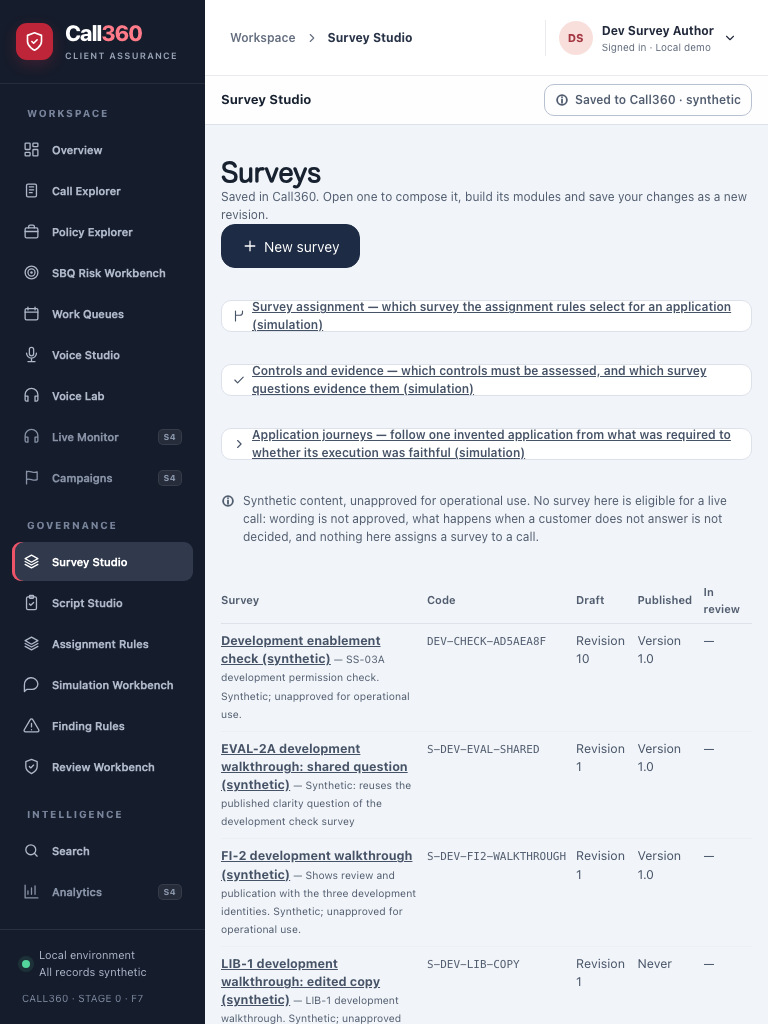 Call360
CLIENT ASSURANCE
WORKSPACE
Overview
Call Explorer
Policy Explorer
SBQ Risk Workbench
Work Queues
Voice Studio
Voice Lab
Live Monitor S4
Campaigns S4
GOVERNANCE
Survey Studio
Script Studio
Assignment Rules
Simulation Workbench
Finding Rules
Review Workbench
INTELLIGENCE
Search
Analytics S4
Local environment
All records synthetic
CALL360 · STAGE 0 · F7
Workspace > Survey Studio
DS
Dev Survey Author
Signed in · Local demo
Survey Studio
Saved to Call360 · synthetic
Surveys
Saved in Call360. Open one to compose it, build its modules and save your changes as a new
revision.
+ New survey
Survey assignment — which survey the assignment rules select for an application
(simulation)
Controls and evidence — which controls must be assessed, and which survey
questions evidence them (simulation)
Application journeys — follow one invented application from what was required to
whether its execution was faithful (simulation)
Synthetic content, unapproved for operational use. No survey here is eligible for a live
call: wording is not approved, what happens when a customer does not answer is not
decided, and nothing here assigns a survey to a call.
Survey Code Draft Published In
review
Development enablement DEV-CHECK-AD5AEA8F Revision Version —
check (synthetic) — SS-03A 10 1.0
development permission check.
Synthetic; unapproved for operational
use.
EVAL-2A development S-DEV-EVAL-SHARED Revision Version —
walkthrough: shared question 1 1.0
(synthetic) — Synthetic: reuses the
published clarity question of the
development check survey
FI-2 development walkthrough S-DEV-FI2-WALKTHROUGH Revision Version —
(synthetic) — Shows review and 1 1.0
publication with the three development
identities. Synthetic; unapproved for
operational use.
LIB-1 development S-DEV-LIB-COPY Revision Never —
walkthrough: edited copy 1
(synthetic) — LIB-1 development
walkthrough. Synthetic; unapproved